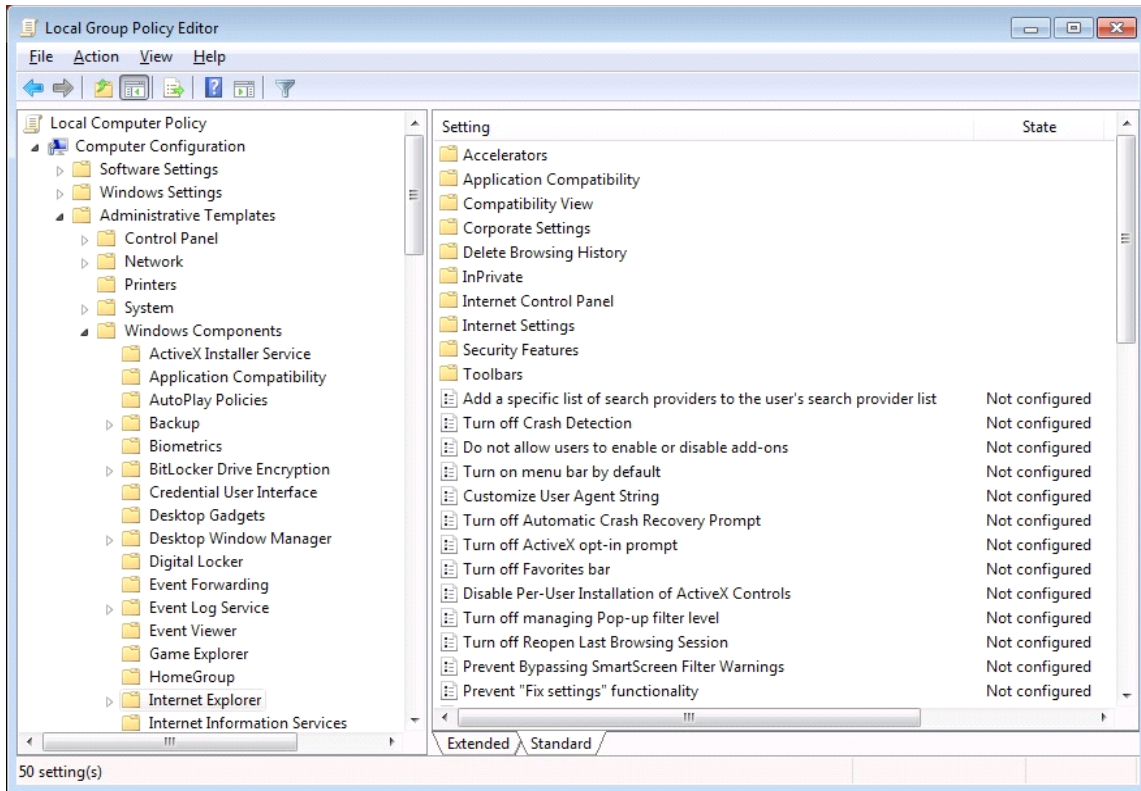 Local Group Policy Editor
File Action View Help
Local Computer Policy
Computer Configuration
Software Settings
Windows Settings
Administrative Templates
Control Panel
Network
Printers
System
Windows Components
ActiveX Installer Service
Application Compatibility
AutoPlay Policies
Backup
Biometrics
BitLocker Drive Encryption
Credential User Interface
Desktop Gadgets
Desktop Window Manager
Digital Locker
Event Forwarding
Event Log Service
Event Viewer
Game Explorer
HomeGroup
Internet Explorer
Internet Information Services
Setting State
Accelerators
Application Compatibility
Compatibility View
Corporate Settings
Delete Browsing History
InPrivate
Internet Control Panel
Internet Settings
Security Features
Toolbars
Add a specific list of search providers to the user's search provider list Not configured
Turn off Crash Detection Not configured
Do not allow users to enable or disable add-ons Not configured
Turn on menu bar by default Not configured
Customize User Agent String Not configured
Turn off Automatic Crash Recovery Prompt Not configured
Turn off ActiveX opt-in prompt Not configured
Turn off Favorites bar Not configured
Disable Per-User Installation of ActiveX Controls Not configured
Turn off managing Pop-up filter level Not configured
Turn off Reopen Last Browsing Session Not configured
Prevent Bypassing SmartScreen Filter Warnings Not configured
Prevent "Fix settings" functionality Not configured
Extended Standard
50 setting(s)